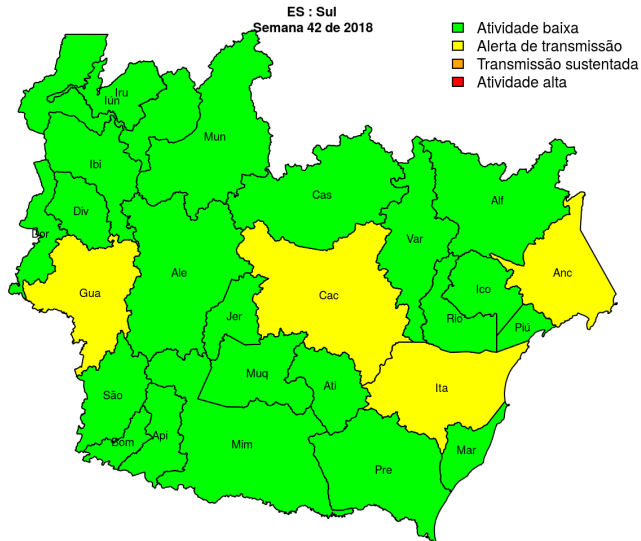 ES : Sul
Semana 42 de 2018
Atividade baixa
Alerta de transmissão
Transmissão sustentada
Atividade alta
Iru
Iún
Mun
Ibi
Cas
Alf
Div
Dor
Var
Ale
Anc
Gua
Cac
Ico
Jer
Rio
Piú
Muq
Ati
Ita
São
Api
Bom
Mim
Mar
Pre